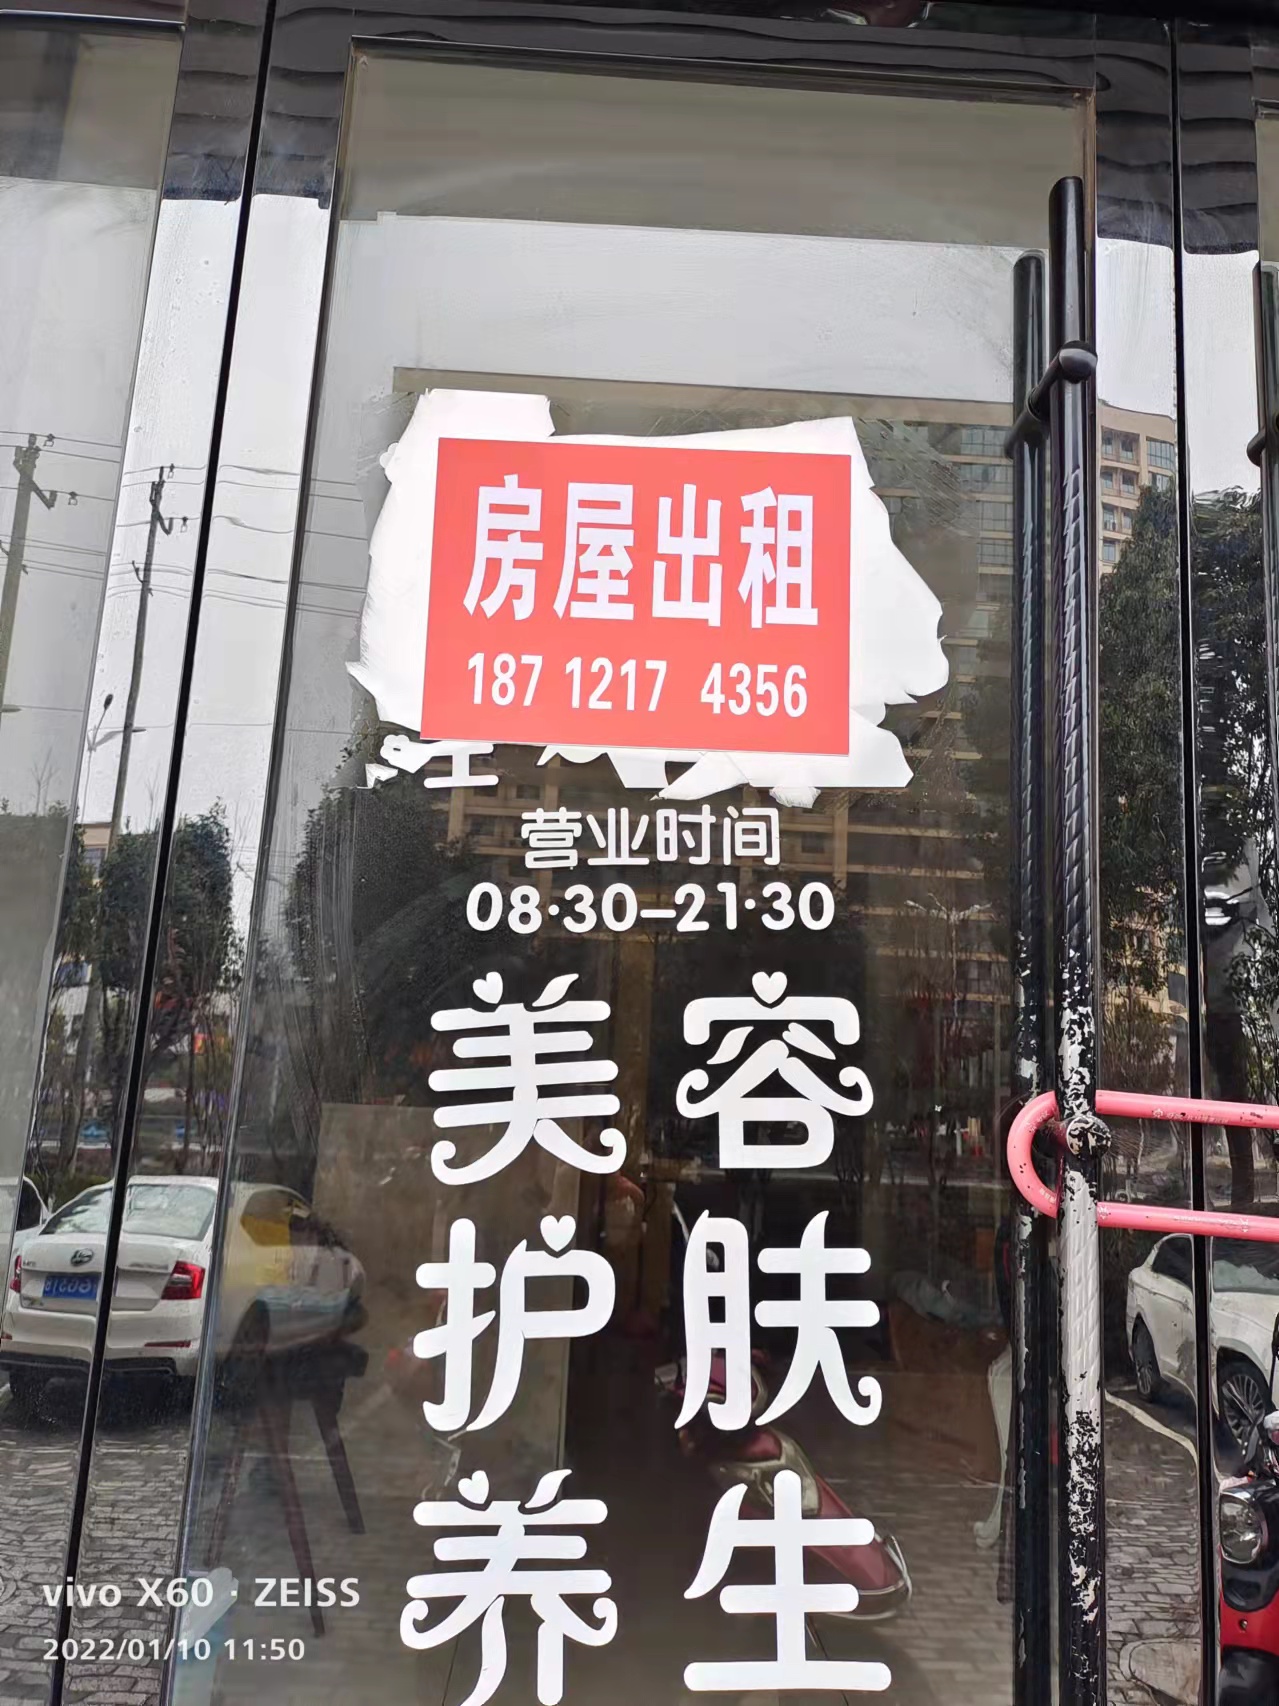 房屋出租
187 1217 4356
营业时间
08:30-21:30
美容
护肤
养生
vivo X60 · ZEISS
2022/01/10 11:50